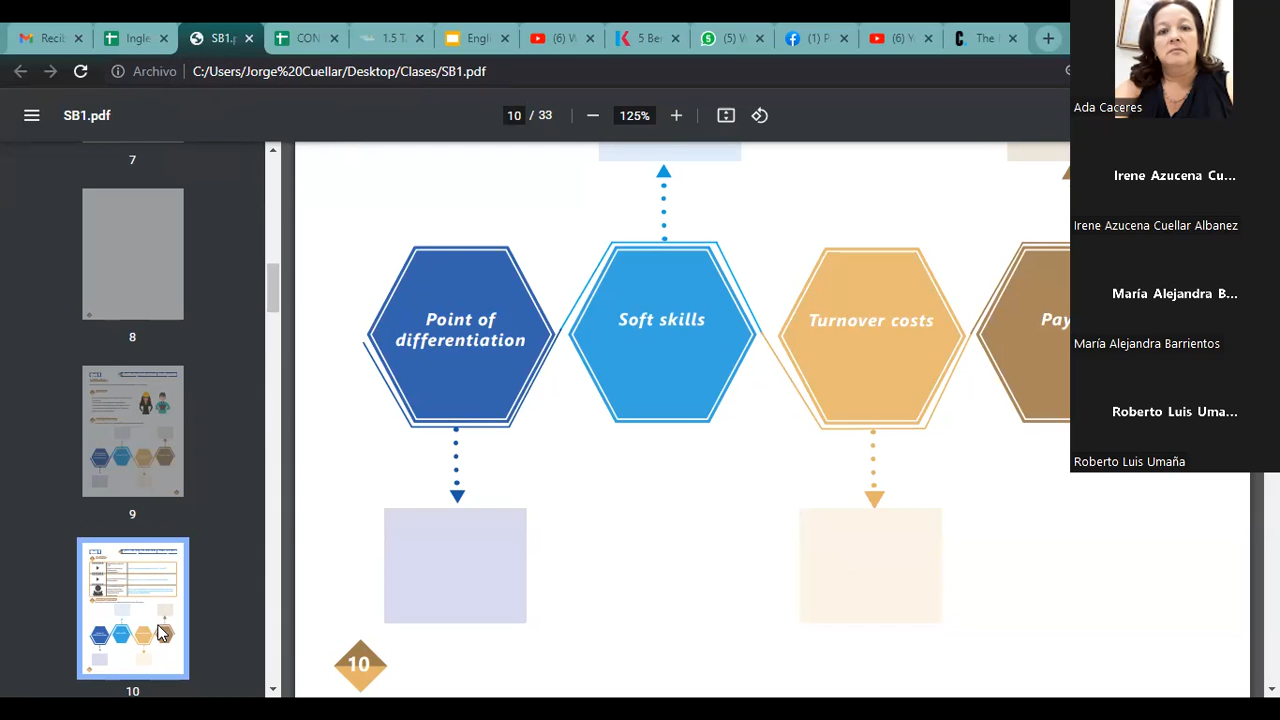 Recib
Ingle
SB1.p
CON
1.5 T.
Engl
(6) W
5 Be
(5) V
(1) P
(6) Y
The
Archivo
C:/Users/Jorge%20Cuellar/Desktop/Clases/SB1.pdf
SB1.pdf
10 / 33
125%
7
8
9
10
Point of
differentiation
Soft skills
Turnover costs
Pay
10
Ada Caceres
Irene Azucena Cu...
Irene Azucena Cuellar Albanez
María Alejandra B...
María Alejandra Barrientos
Roberto Luis Uma...
Roberto Luis Umaña